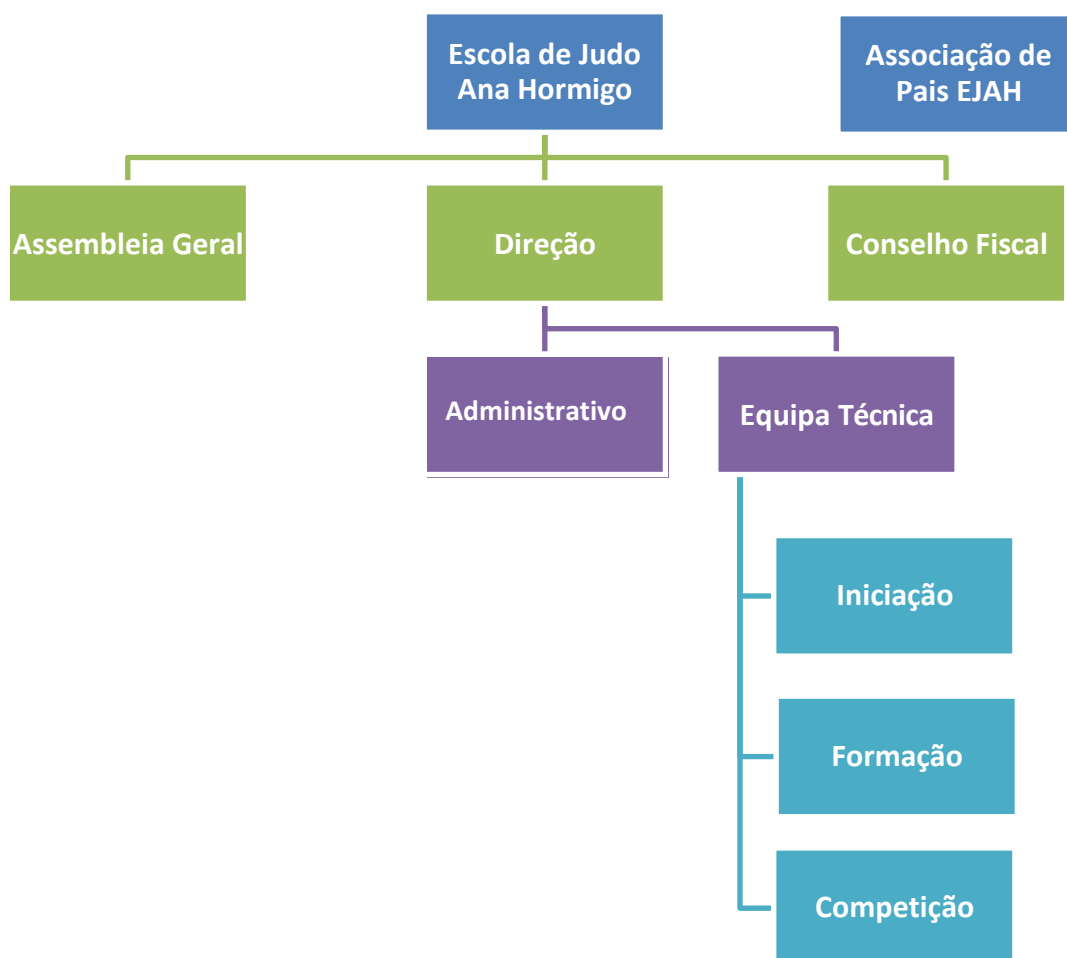 Escola de Judo
Ana Hormigo
Associação de
Pais EJAH
Assembleia Geral
Direção
Conselho Fiscal
Administrativo
Equipa Técnica
Iniciação
Formação
Competição